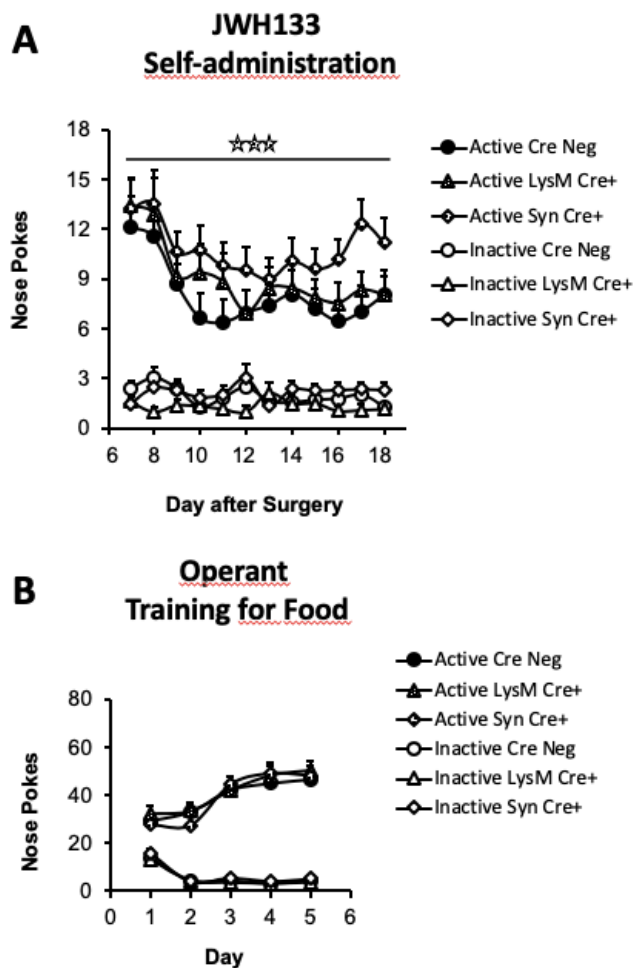 A
JWH133
Self-administration
18
15
12
9
6
3
0
6
8
10
12
14
16
18
Nose Pokes
Day after Surgery
☆☆☆
Active Cre Neg
Active LysM Cre+
Active Syn Cre+
Inactive Cre Neg
Inactive LysM Cre+
Inactive Syn Cre+
B
Operant
Training for Food
80
60
40
20
0
0
1
2
3
4
5
6
Nose Pokes
Day
Active Cre Neg
Active LysM Cre+
Active Syn Cre+
Inactive Cre Neg
Inactive LysM Cre+
Inactive Syn Cre+